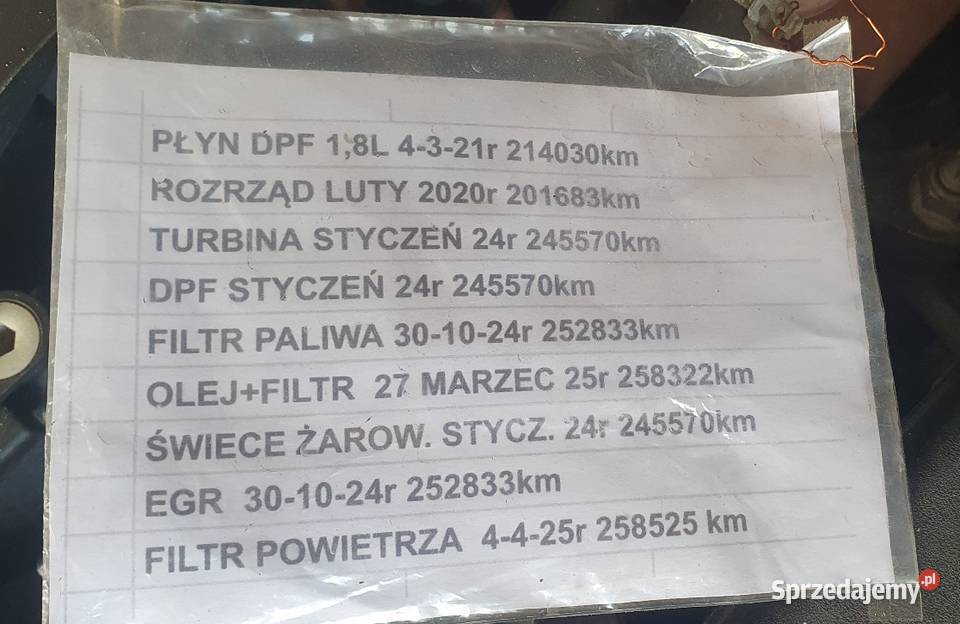 PŁYN DPF 1,8L 4-3-21r 214030km
ROZRZĄD LUTY 2020r 201683km
TURBINA STYCZEŃ 24r 245570km
DPF STYCZEŃ 24r 245570km
FILTR PALIWA 30-10-24r 252833km
OLEJ+FILTR 27 MARZEC 25r 258322km
ŚWIECE ŻAROW. STYCZ. 24r 245570km
EGR 30-10-24r 252833km
FILTR POWIETRZA 4-4-25r 258525 km
Sprzedajemy.pl